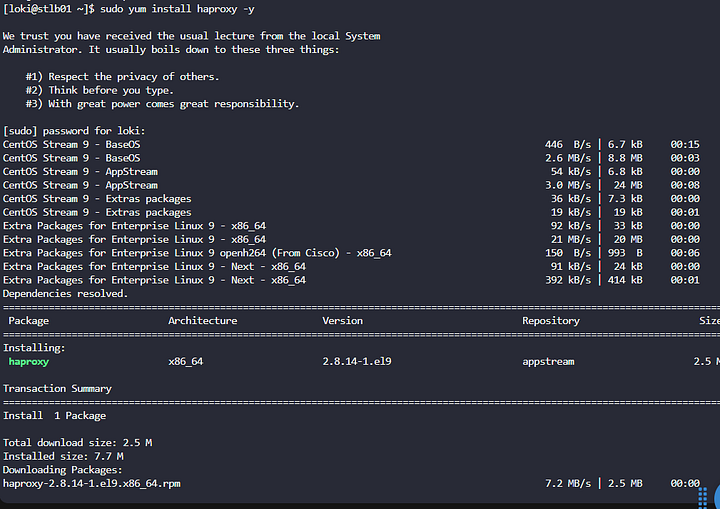 [loki@stlb01 ~]$ sudo yum install haproxy -y
We trust you have received the usual lecture from the local System
Administrator. It usually boils down to these three things:
#1) Respect the privacy of others.
#2) Think before you type.
#3) With great power comes great responsibility.
[sudo] password for loki:
CentOS Stream 9 - BaseOS 446 B/s | 6.7 kB 00:15
CentOS Stream 9 - BaseOS 2.6 MB/s | 8.8 MB 00:03
CentOS Stream 9 - AppStream 54 kB/s | 6.8 kB 00:00
CentOS Stream 9 - AppStream 3.0 MB/s | 24 MB 00:08
CentOS Stream 9 - Extras packages 36 kB/s | 7.3 kB 00:00
CentOS Stream 9 - Extras packages 19 kB/s | 19 kB 00:01
Extra Packages for Enterprise Linux 9 - x86_64 92 kB/s | 33 kB 00:00
Extra Packages for Enterprise Linux 9 - x86_64 21 MB/s | 20 MB 00:00
Extra Packages for Enterprise Linux 9 openh264 (From Cisco) - x86_64 150 B/s | 993 B 00:06
Extra Packages for Enterprise Linux 9 - Next - x86_64 91 kB/s | 24 kB 00:00
Extra Packages for Enterprise Linux 9 - Next - x86_64 392 kB/s | 414 kB 00:01
Dependencies resolved.
Package Architecture Version Repository Size
Installing:
haproxy x86_64 2.8.14-1.el9 appstream 2.5 M
Transaction Summary
Install 1 Package
Total download size: 2.5 M
Installed size: 7.7 M
Downloading Packages:
haproxy-2.8.14-1.el9.x86_64.rpm 7.2 MB/s | 2.5 MB 00:00